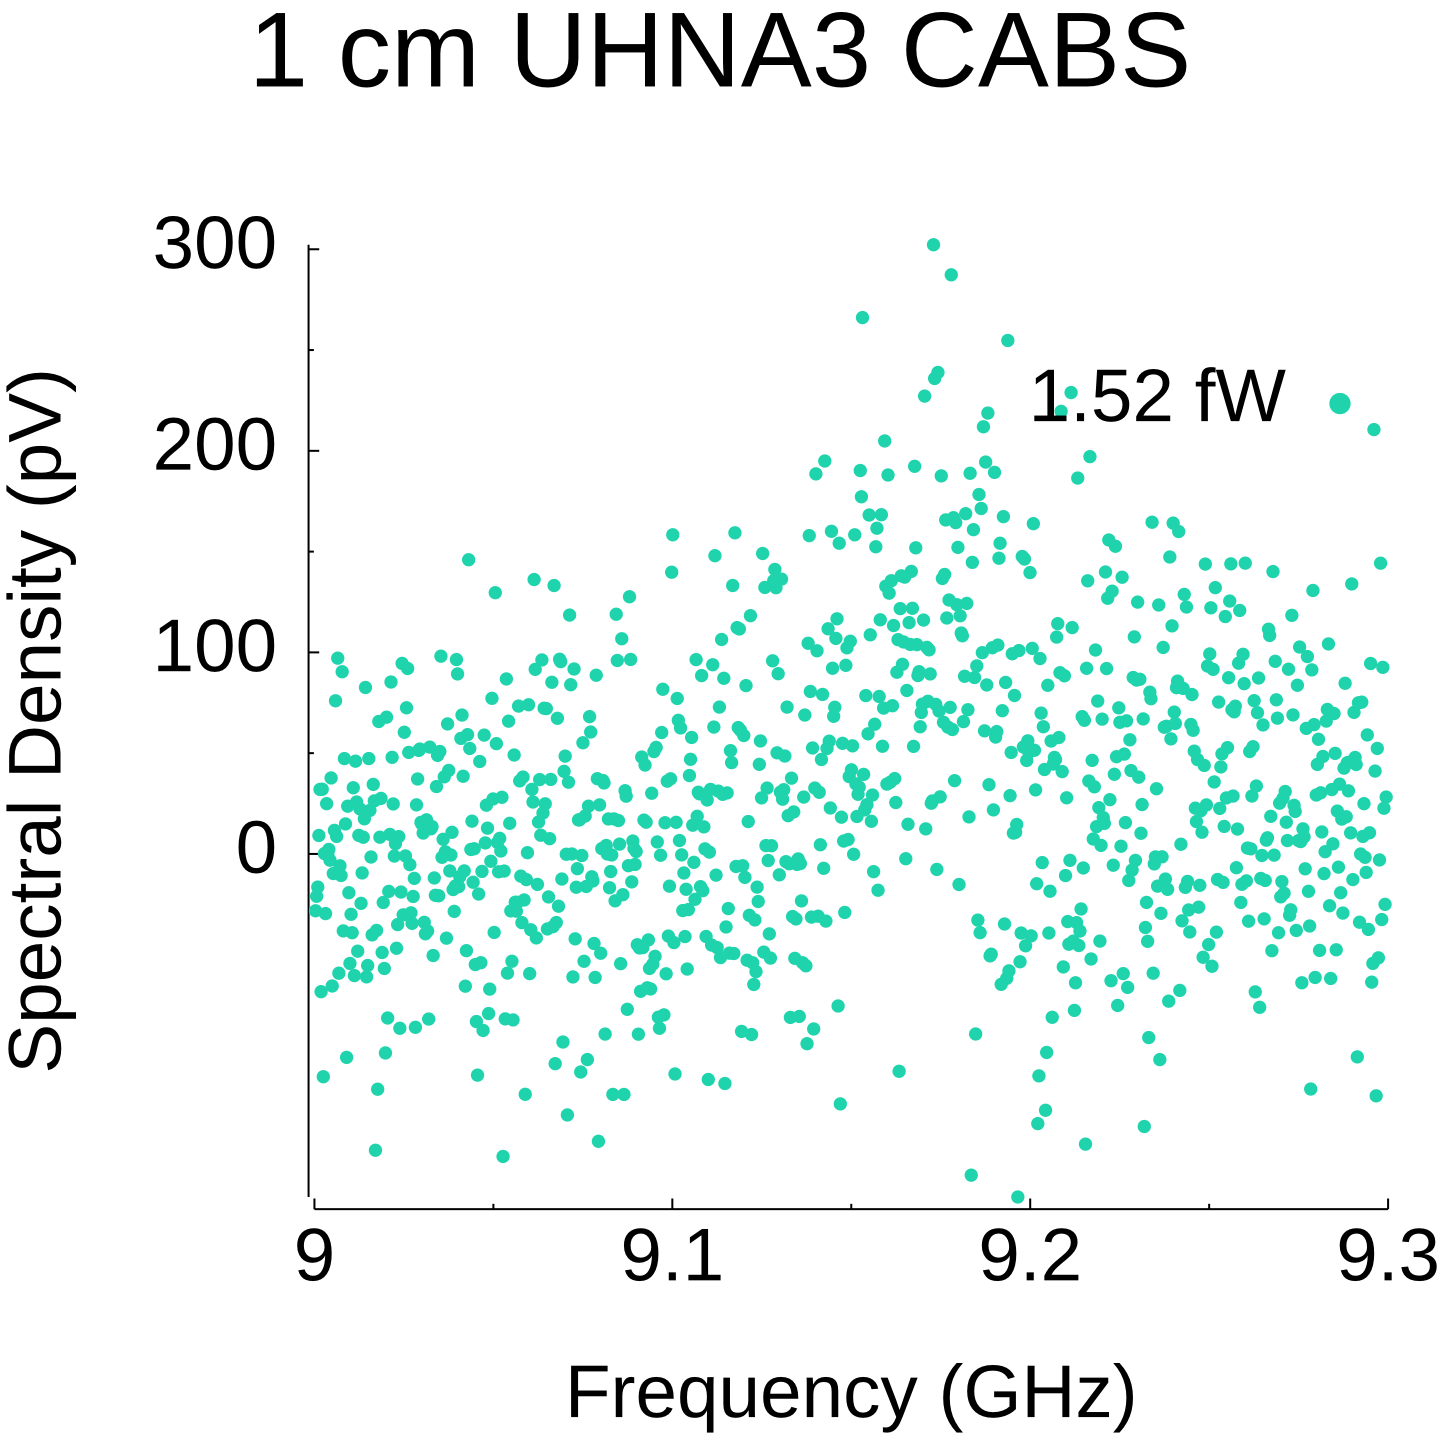 1 cm UHNA3 CABS
300
200
100
0
Spectral Density (pV)
1.52 fW
9
9.1
9.2
9.3
Frequency (GHz)